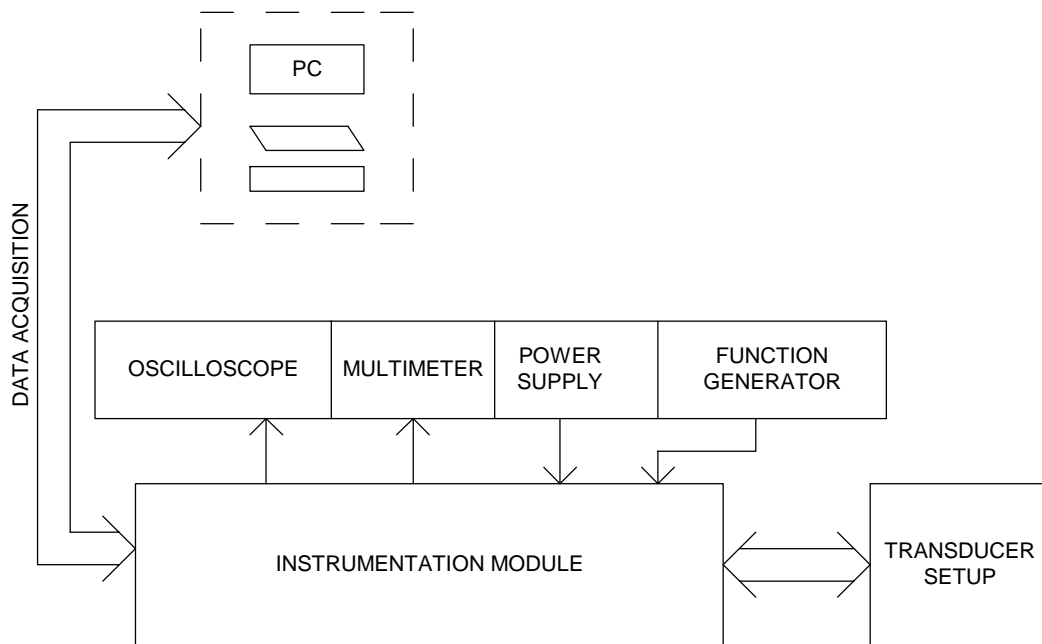 PC
DATA ACQUISITION
OSCILLOSCOPE
MULTIMETER
POWER
SUPPLY
FUNCTION
GENERATOR
INSTRUMENTATION MODULE
TRANSDUCER
SETUP